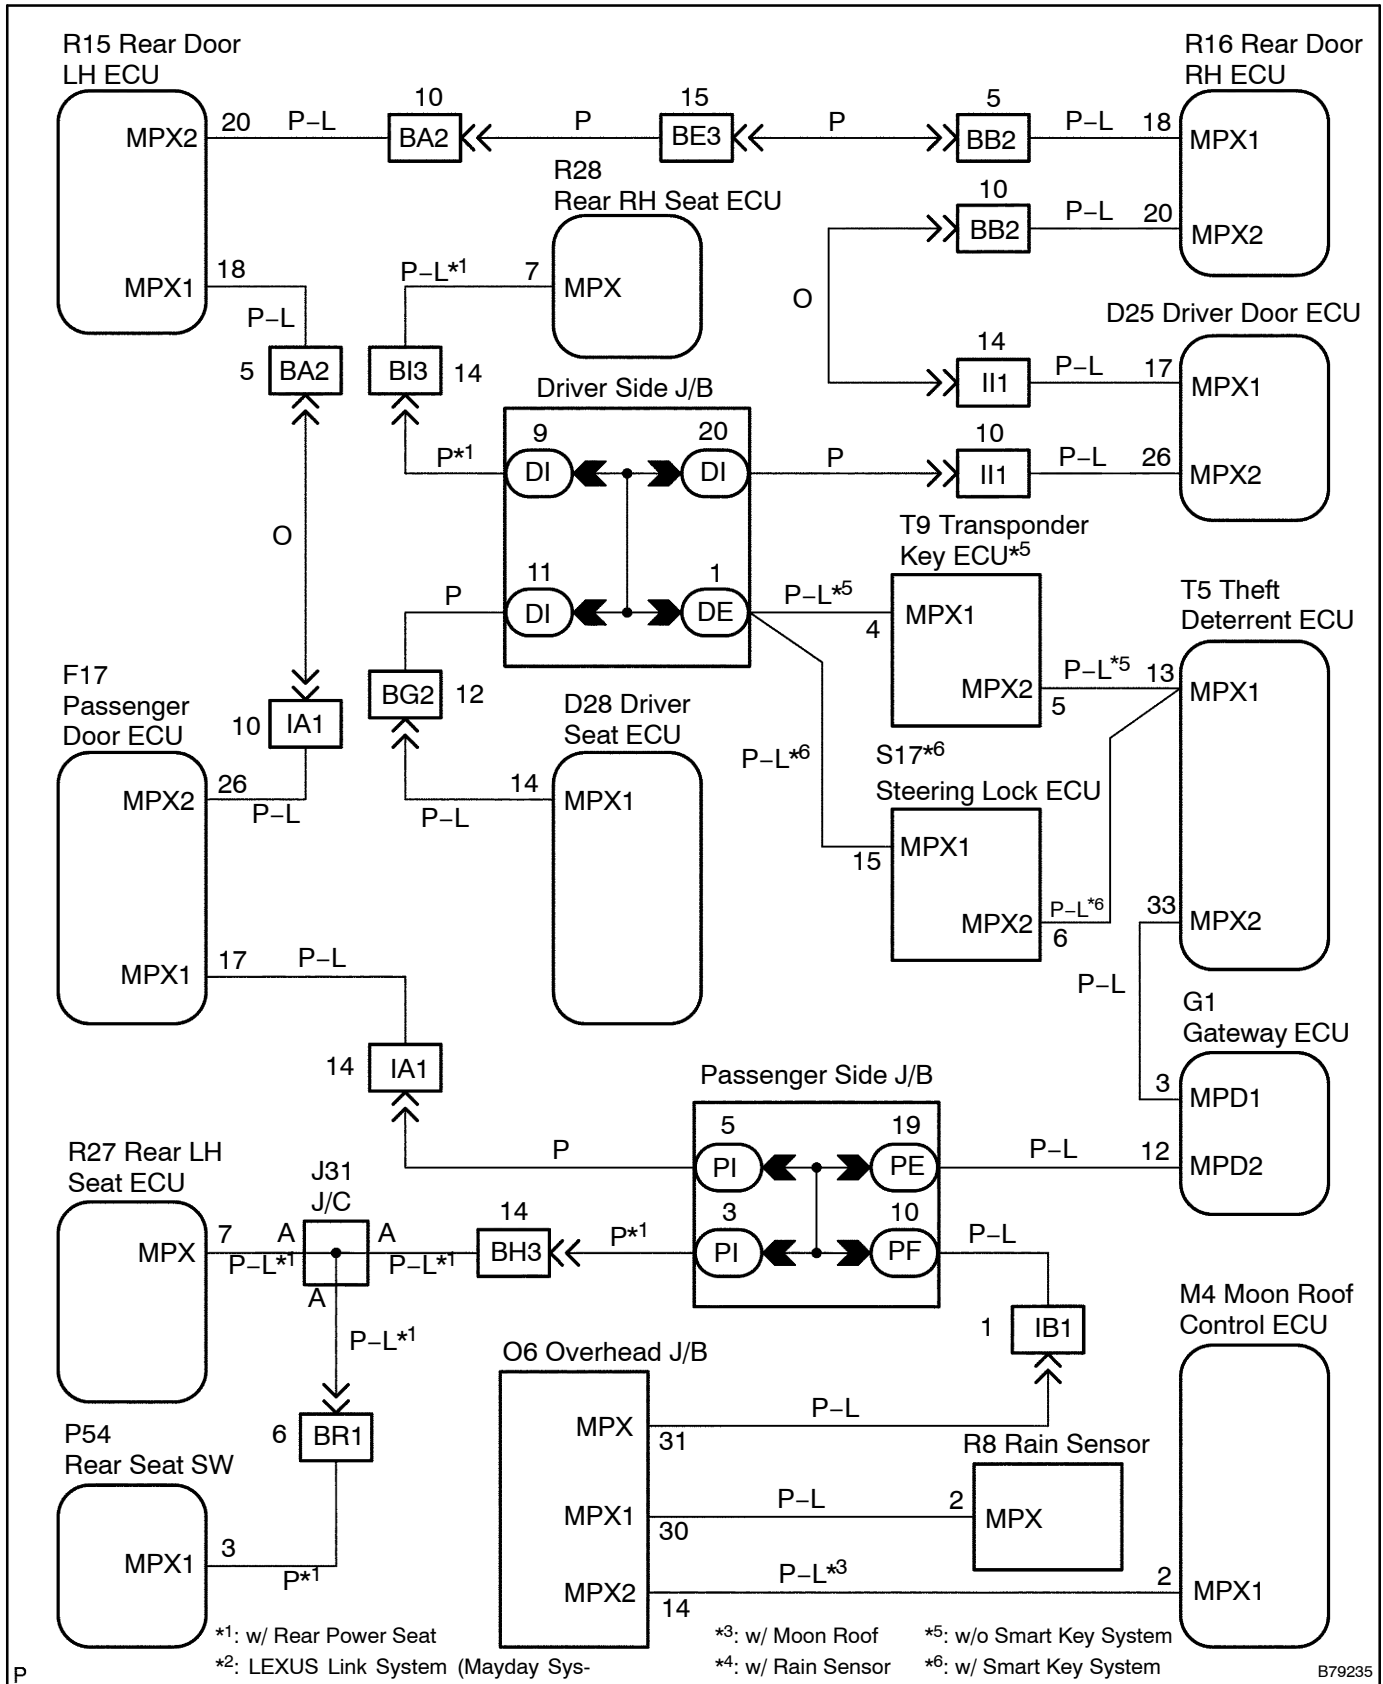 R15 Rear Door
LH ECU
MPX2
20
P-L
10
BA2
P
15
BE3
P
5
BB2
P-L
18
R16 Rear Door
RH ECU
MPX1
10
BB2
P-L
20
MPX2
R28
Rear RH Seat ECU
MPX
7
P-L*1
MPX1
18
P-L
5
BA2
BI3
14
O
D25 Driver Door ECU
14
II1
P-L
17
MPX1
10
II1
P-L
26
MPX2
Driver Side J/B
9
DI
20
DI
P*1
P
11
DI
1
DE
P
O
T9 Transponder
Key ECU*5
P-L*5
4
MPX1
MPX2
5
P-L*5
13
T5 Theft
Deterrent ECU
MPX1
BG2
12
F17
Passenger
Door ECU
10
IA1
MPX2
26
P-L
D28 Driver
Seat ECU
14
MPX1
P-L
P-L*6
S17*6
Steering Lock ECU
15
MPX1
MPX2
6
P-L*6
33
MPX2
P-L
MPX1
17
P-L
14
IA1
G1
Gateway ECU
3
MPD1
12
MPD2
Passenger Side J/B
5
PI
19
PE
P
P-L
3
PI
10
PF
P*1
P-L
R27 Rear LH
Seat ECU
MPX
7
P-L*1
A
J31
J/C
A
P-L*1
14
BH3
A
P-L*1
1
IB1
M4 Moon Roof
Control ECU
O6 Overhead J/B
MPX
31
P-L
P54
Rear Seat SW
6
BR1
R8 Rain Sensor
MPX1
30
P-L
2
MPX
MPX1
3
P*1
MPX2
14
P-L*3
2
MPX1
*1: w/ Rear Power Seat
*3: w/ Moon Roof
*5: w/o Smart Key System
*2: LEXUS Link System (Mayday Sys-
*4: w/ Rain Sensor
*6: w/ Smart Key System
P
B79235